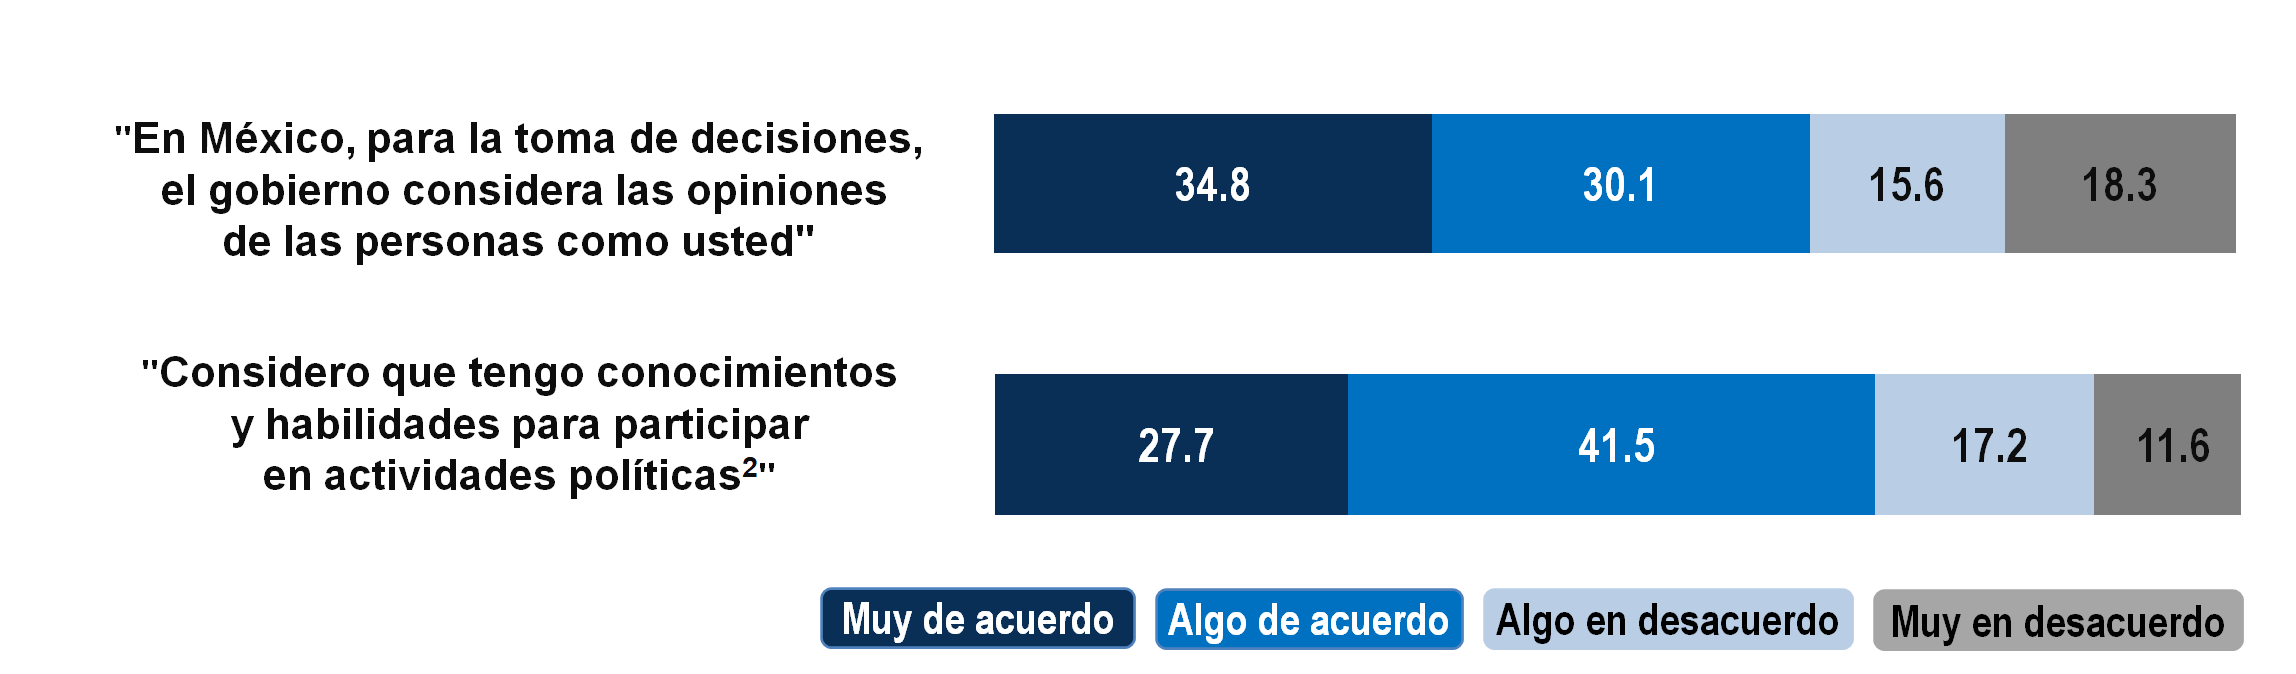 "En México, para la toma de decisiones,
el gobierno considera las opiniones
de las personas como usted"
34.8 30.1 15.6 18.3
"Considero que tengo conocimientos
y habilidades para participar
en actividades políticas²"
27.7 41.5 17.2 11.6
Muy de acuerdo Algo de acuerdo Algo en desacuerdo Muy en desacuerdo